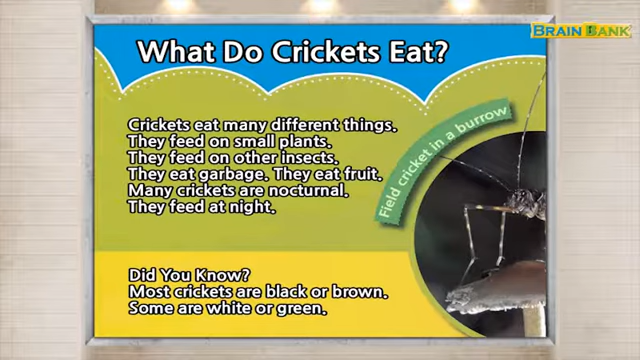 BRAIN BANK
What Do Crickets Eat?
Crickets eat many different things.
They feed on small plants.
They feed on other insects.
They eat garbage. They eat fruit.
Many crickets are nocturnal.
They feed at night.
Field cricket in a burrow
Did You Know?
Most crickets are black or brown.
Some are white or green.